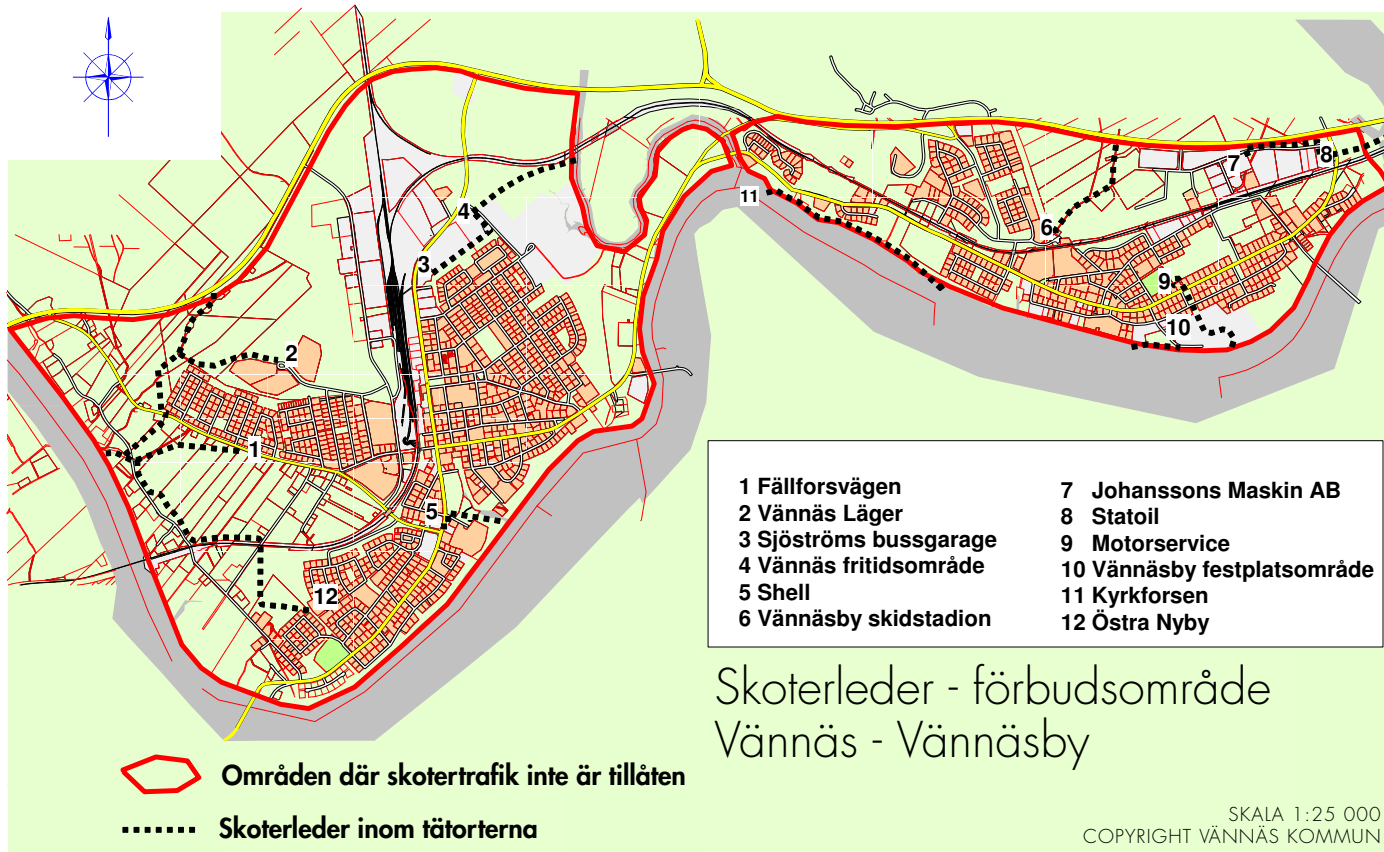 11
7
8
4
6
3
9
10
2
1
5
12
1 Fällforsvägen
2 Vännäs Läger
3 Sjöströms bussgarage
4 Vännäs fritidsområde
5 Shell
6 Vännäsby skidstadion
7 Johanssons Maskin AB
8 Statoil
9 Motorservice
10 Vännäsby festplatsområde
11 Kyrkforsen
12 Östra Nyby
Skoterleder - förbudsområde
Vännäs - Vännäsby
Områden där skotertrafik inte är tillåten
Skoterleder inom tätorterna
SKALA 1:25 000
COPYRIGHT VÄNNÄS KOMMUN